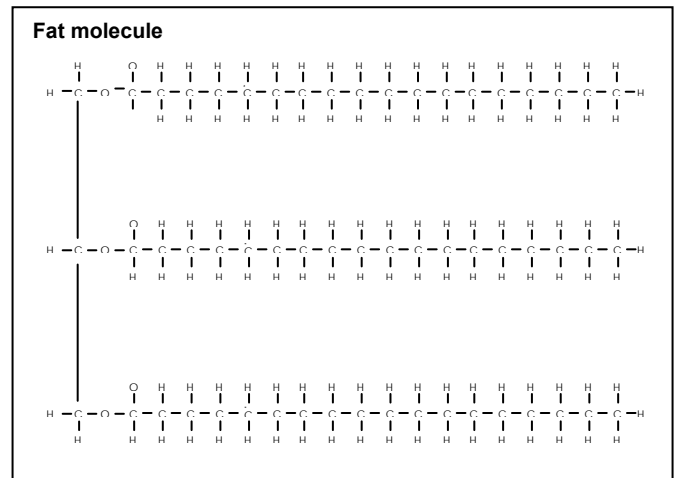 Fat molecule
H O H H H H H H H H H H H H H H H H H
H C O C C C C C C C C C C C C C C C C C C H
H H H H H H H H H H H H H H H H H
O H H H H H H H H H H H H H H H H H
H C O C C C C C C C C C C C C C C C C C C H
H H H H H H H H H H H H H H H H H H
O H H H H H H H H H H H H H H H H H
H C O C C C C C C C C C C C C C C C C C C H
H H H H H H H H H H H H H H H H H H H